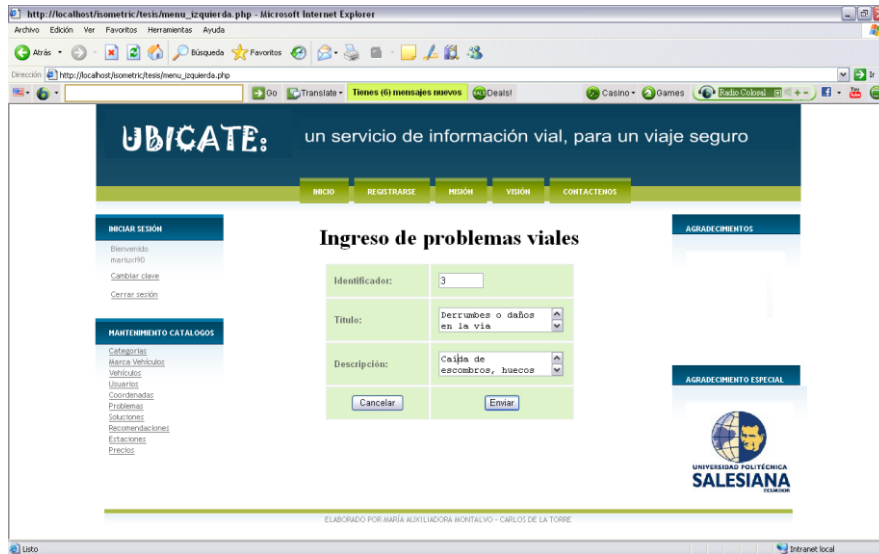 http://localhost/isometric/tesis/menu_izquierda.php - Microsoft Internet Explorer
Archivo Edición Ver Favoritos Herramientas Ayuda
Atrás Búsqueda Favoritos
Dirección http://localhost/isometric/tesis/menu_izquierda.php Ir
Go Translate Tienes (6) mensajes nuevos Deals! Casino Games Radio Colosal
UBICATE: un servicio de información vial, para un viaje seguro
INICIO REGISTRARSE MISIÓN VISIÓN CONTACTENOS
INICIAR SESIÓN
Bienvenido
Cambiar clave
Cerrar sesión
MANTENIMIENTO CATALOGOS
Categorías
Marca Vehículos
Vehículos
Usuarios
Coordenadas
Problemas
Soluciones
Recomendaciones
Estaciones
Precios
Ingreso de problemas viales
Identificador: 3
Título: Derrumbes o daños
en la vía
Descripción: Caída de
escombros, huecos
Cancelar Enviar
AGRADECIMIENTOS
AGRADECIMIENTO ESPECIAL
UNIVERSIDAD POLITÉCNICA
SALESIANA
ECUADOR
ELABORADO POR MARÍA AUXILIADORA MONTALVO - CARLOS DE LA TORRE
Listo Intranet local